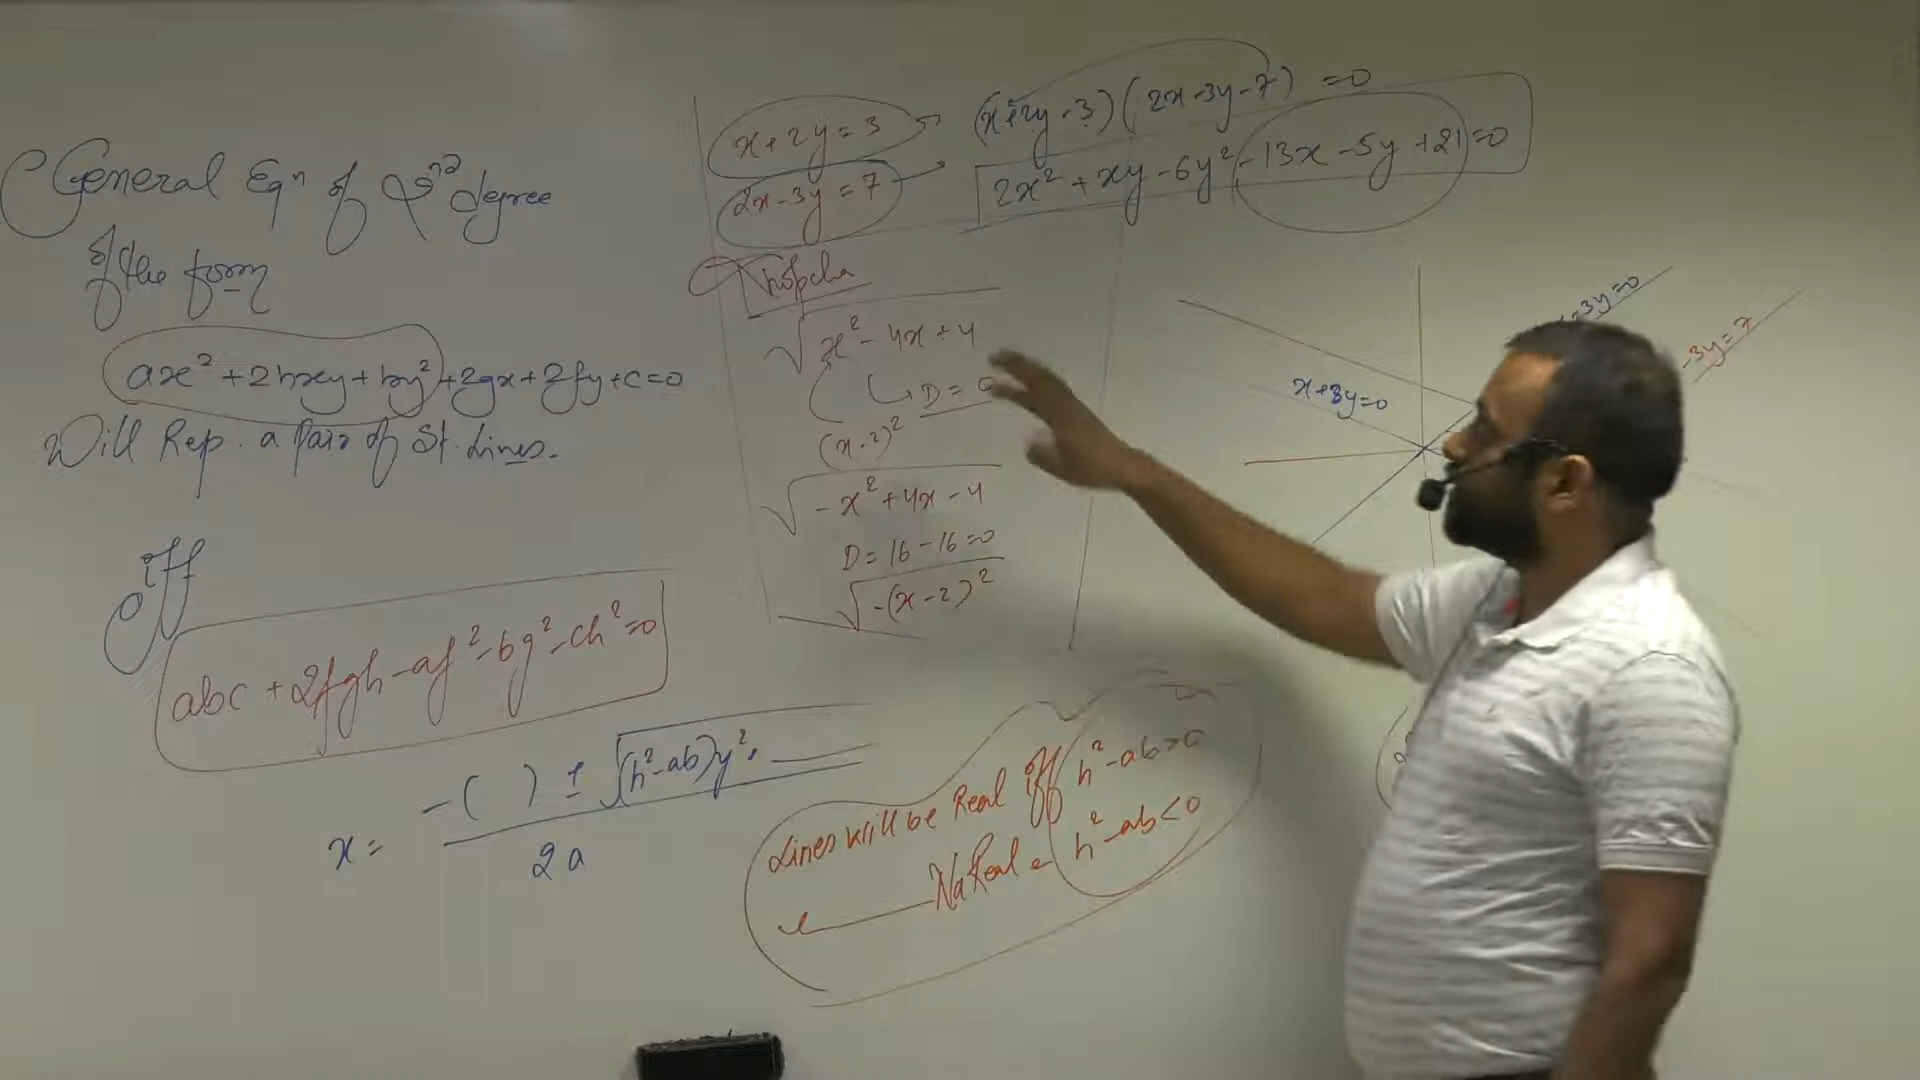 General Eqⁿ of 2ⁿᵈ degree
of the form
ax² + 2hxy + by² + 2gx + 2fy + c = 0
Will Rep. a Pair of St. Lines.
iff
abc + 2fgh - af² - bg² - ch² = 0
x = -( ) ± √(h²-ab)y²
2a
x + 2y = 3
2x - 3y = 7
(x+2y-3)(2x-3y-7) = 0
2x² + xy - 6y² - 13x - 5y + 21 = 0
√x² - 4x + 4
D = 0
(x-2)²
√-x² + 4x - 4
D = 16 - 16 = 0
√-(x-2)²
-3y=0
-3y = 7
Lines will be Real iff h²-ab>0
h²-ab<0